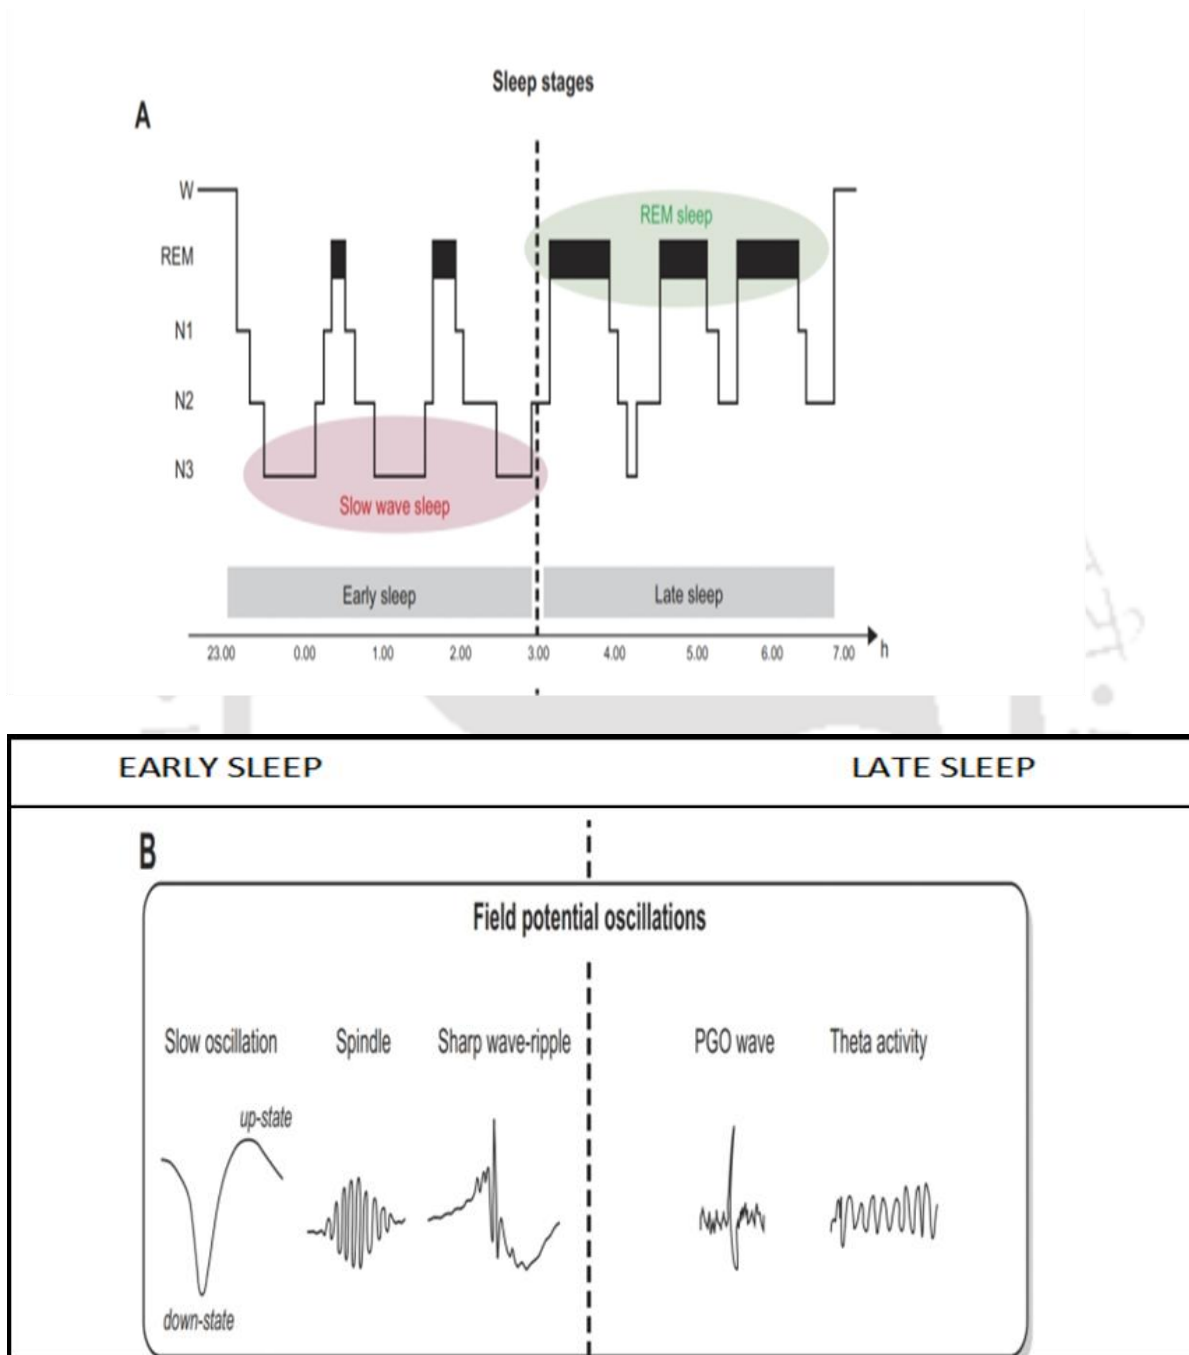 Sleep stages
A
W
REM sleep
REM
N1
N2
N3
Slow wave sleep
Early sleep
Late sleep
23.00 0.00 1.00 2.00 3.00 4.00 5.00 6.00 7.00 h
EARLY SLEEP LATE SLEEP
B
Field potential oscillations
Slow oscillation Spindle Sharp wave-ripple PGO wave Theta activity
up-state
down-state